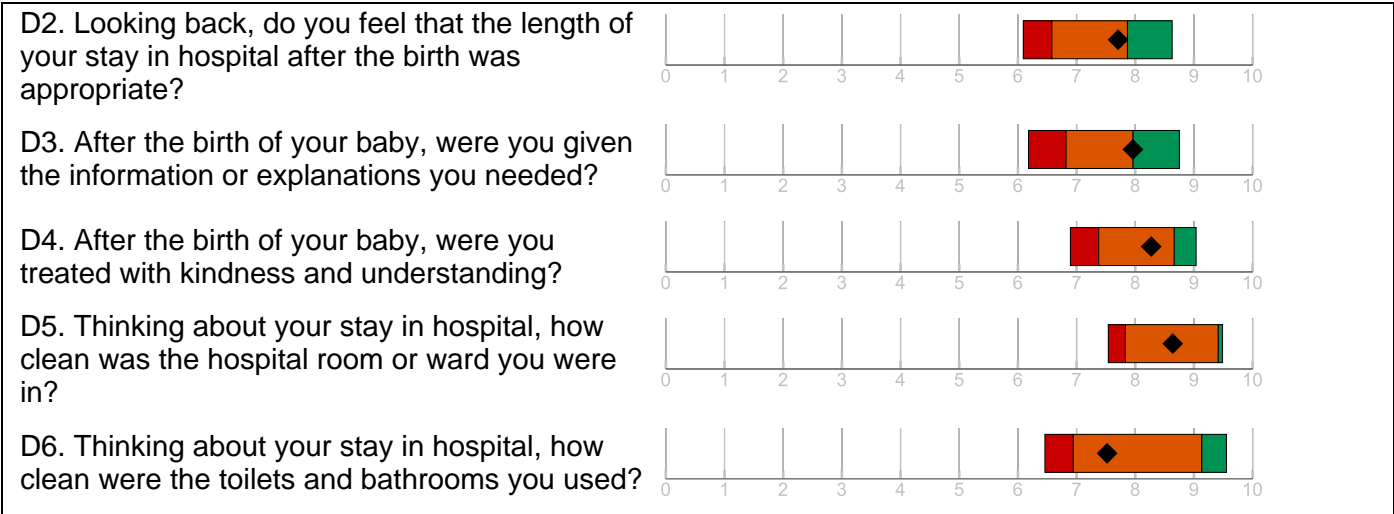 D2. Looking back, do you feel that the length of
your stay in hospital after the birth was
appropriate?
0 1 2 3 4 5 6 7 8 9 10
D3. After the birth of your baby, were you given
the information or explanations you needed?
0 1 2 3 4 5 6 7 8 9 10
D4. After the birth of your baby, were you
treated with kindness and understanding?
0 1 2 3 4 5 6 7 8 9 10
D5. Thinking about your stay in hospital, how
clean was the hospital room or ward you were
in?
0 1 2 3 4 5 6 7 8 9 10
D6. Thinking about your stay in hospital, how
clean were the toilets and bathrooms you used?
0 1 2 3 4 5 6 7 8 9 10